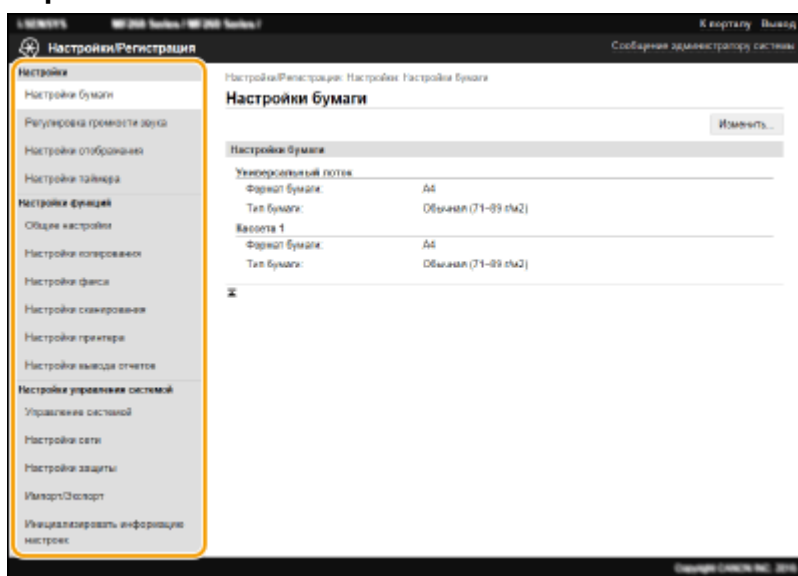 К порталу Выход
Настройки/Регистрация
Сообщение администратору системы
Настройки
Настройки бумаги
Регулировка громкости звука
Настройки отображения
Настройки таймера
Настройки функций
Общие настройки
Настройки копирования
Настройки факса
Настройки сканирования
Настройки принтера
Настройки вывода отчетов
Настройки управления системой
Управление системой
Настройки сети
Настройки защиты
Импорт/Экспорт
Инициализировать информацию
настроек
Настройки/Регистрация: Настройки: Настройки бумаги
Настройки бумаги
Изменить...
Настройки бумаги
Универсальный лоток
Формат бумаги: A4
Тип бумаги: Обычная (71-89 г/м2)
Кассета 1
Формат бумаги: A4
Тип бумаги: Обычная (71-89 г/м2)
Copyright CANON INC. 2016